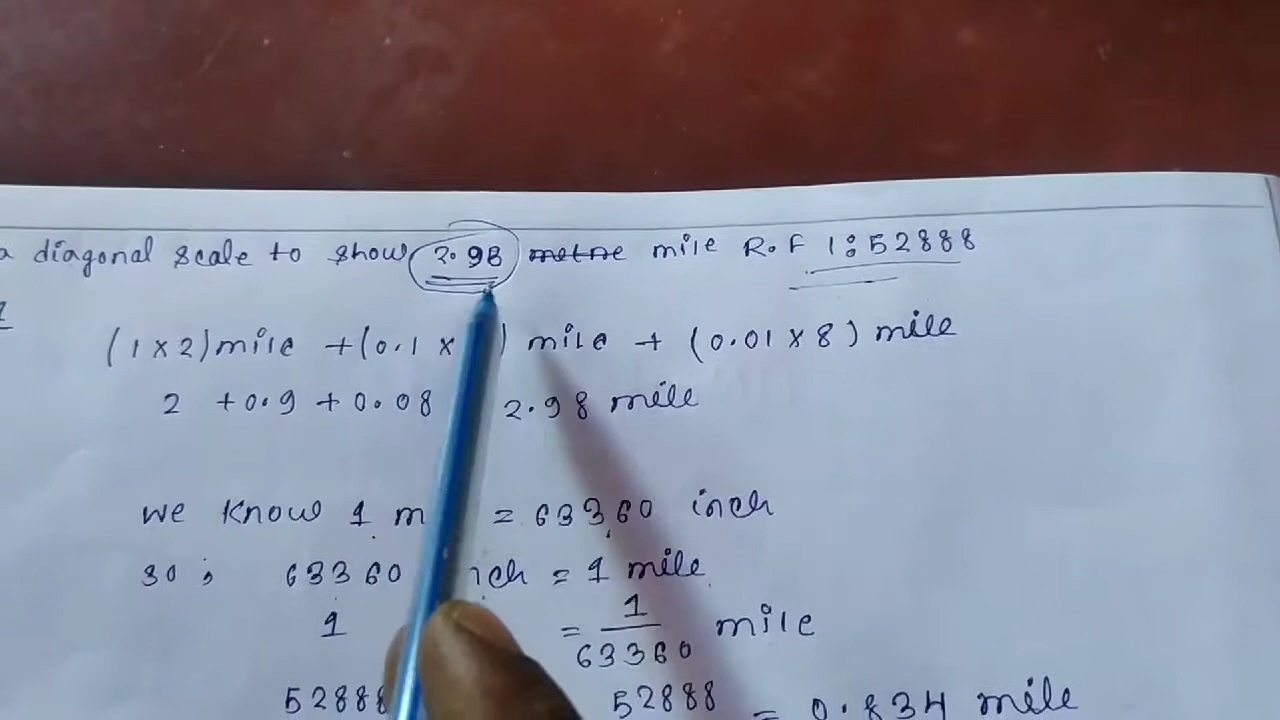 a diagonal scale to show 2.98 metre mile R.F 1:52888
(1×2)mile +(0.1× ) mile + (0.01×8) mile
2 +0.9+0.08 2.98 mile
We know 1 m = 63360 inch
so; 63360 inch = 1 mile
1 = 1/63360 mile
52888 52888 = 0.834 mile